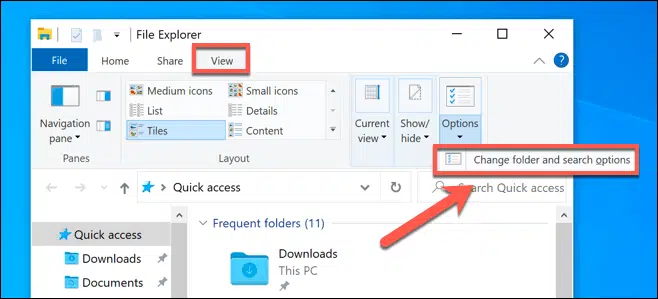 File Explorer
File Home Share View
Medium icons Small icons
List Details
Tiles Content
Navigation pane
Current view
Show/ hide
Options
Panes Layout
Change folder and search options
Quick access Search Quick access
Quick access
Downloads
Documents
Frequent folders (11)
Downloads
This PC